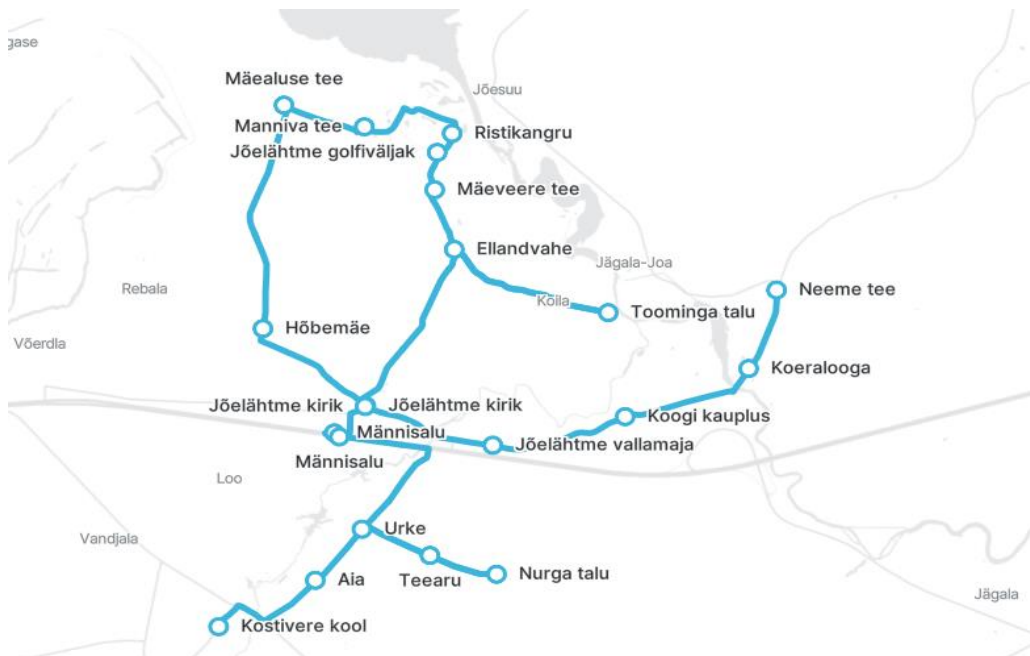 gase
Mäealuse tee
Jõesuu
Manniva tee
Ristikangru
Jõelähtme golfiväljak
Mäeveere tee
Ellandvahe
Jägala-Joa
Rebala
Neeme tee
Koila
Toominga talu
Hõbemäe
Võerdla
Koeralooga
Jõelähtme kirik
Jõelähtme kirik
Koogi kauplus
Männisalu
Jõelähtme vallamaja
Männisalu
Loo
Urke
Vandjala
Aia
Teearu
Nurga talu
Jägala
Kostivere kool